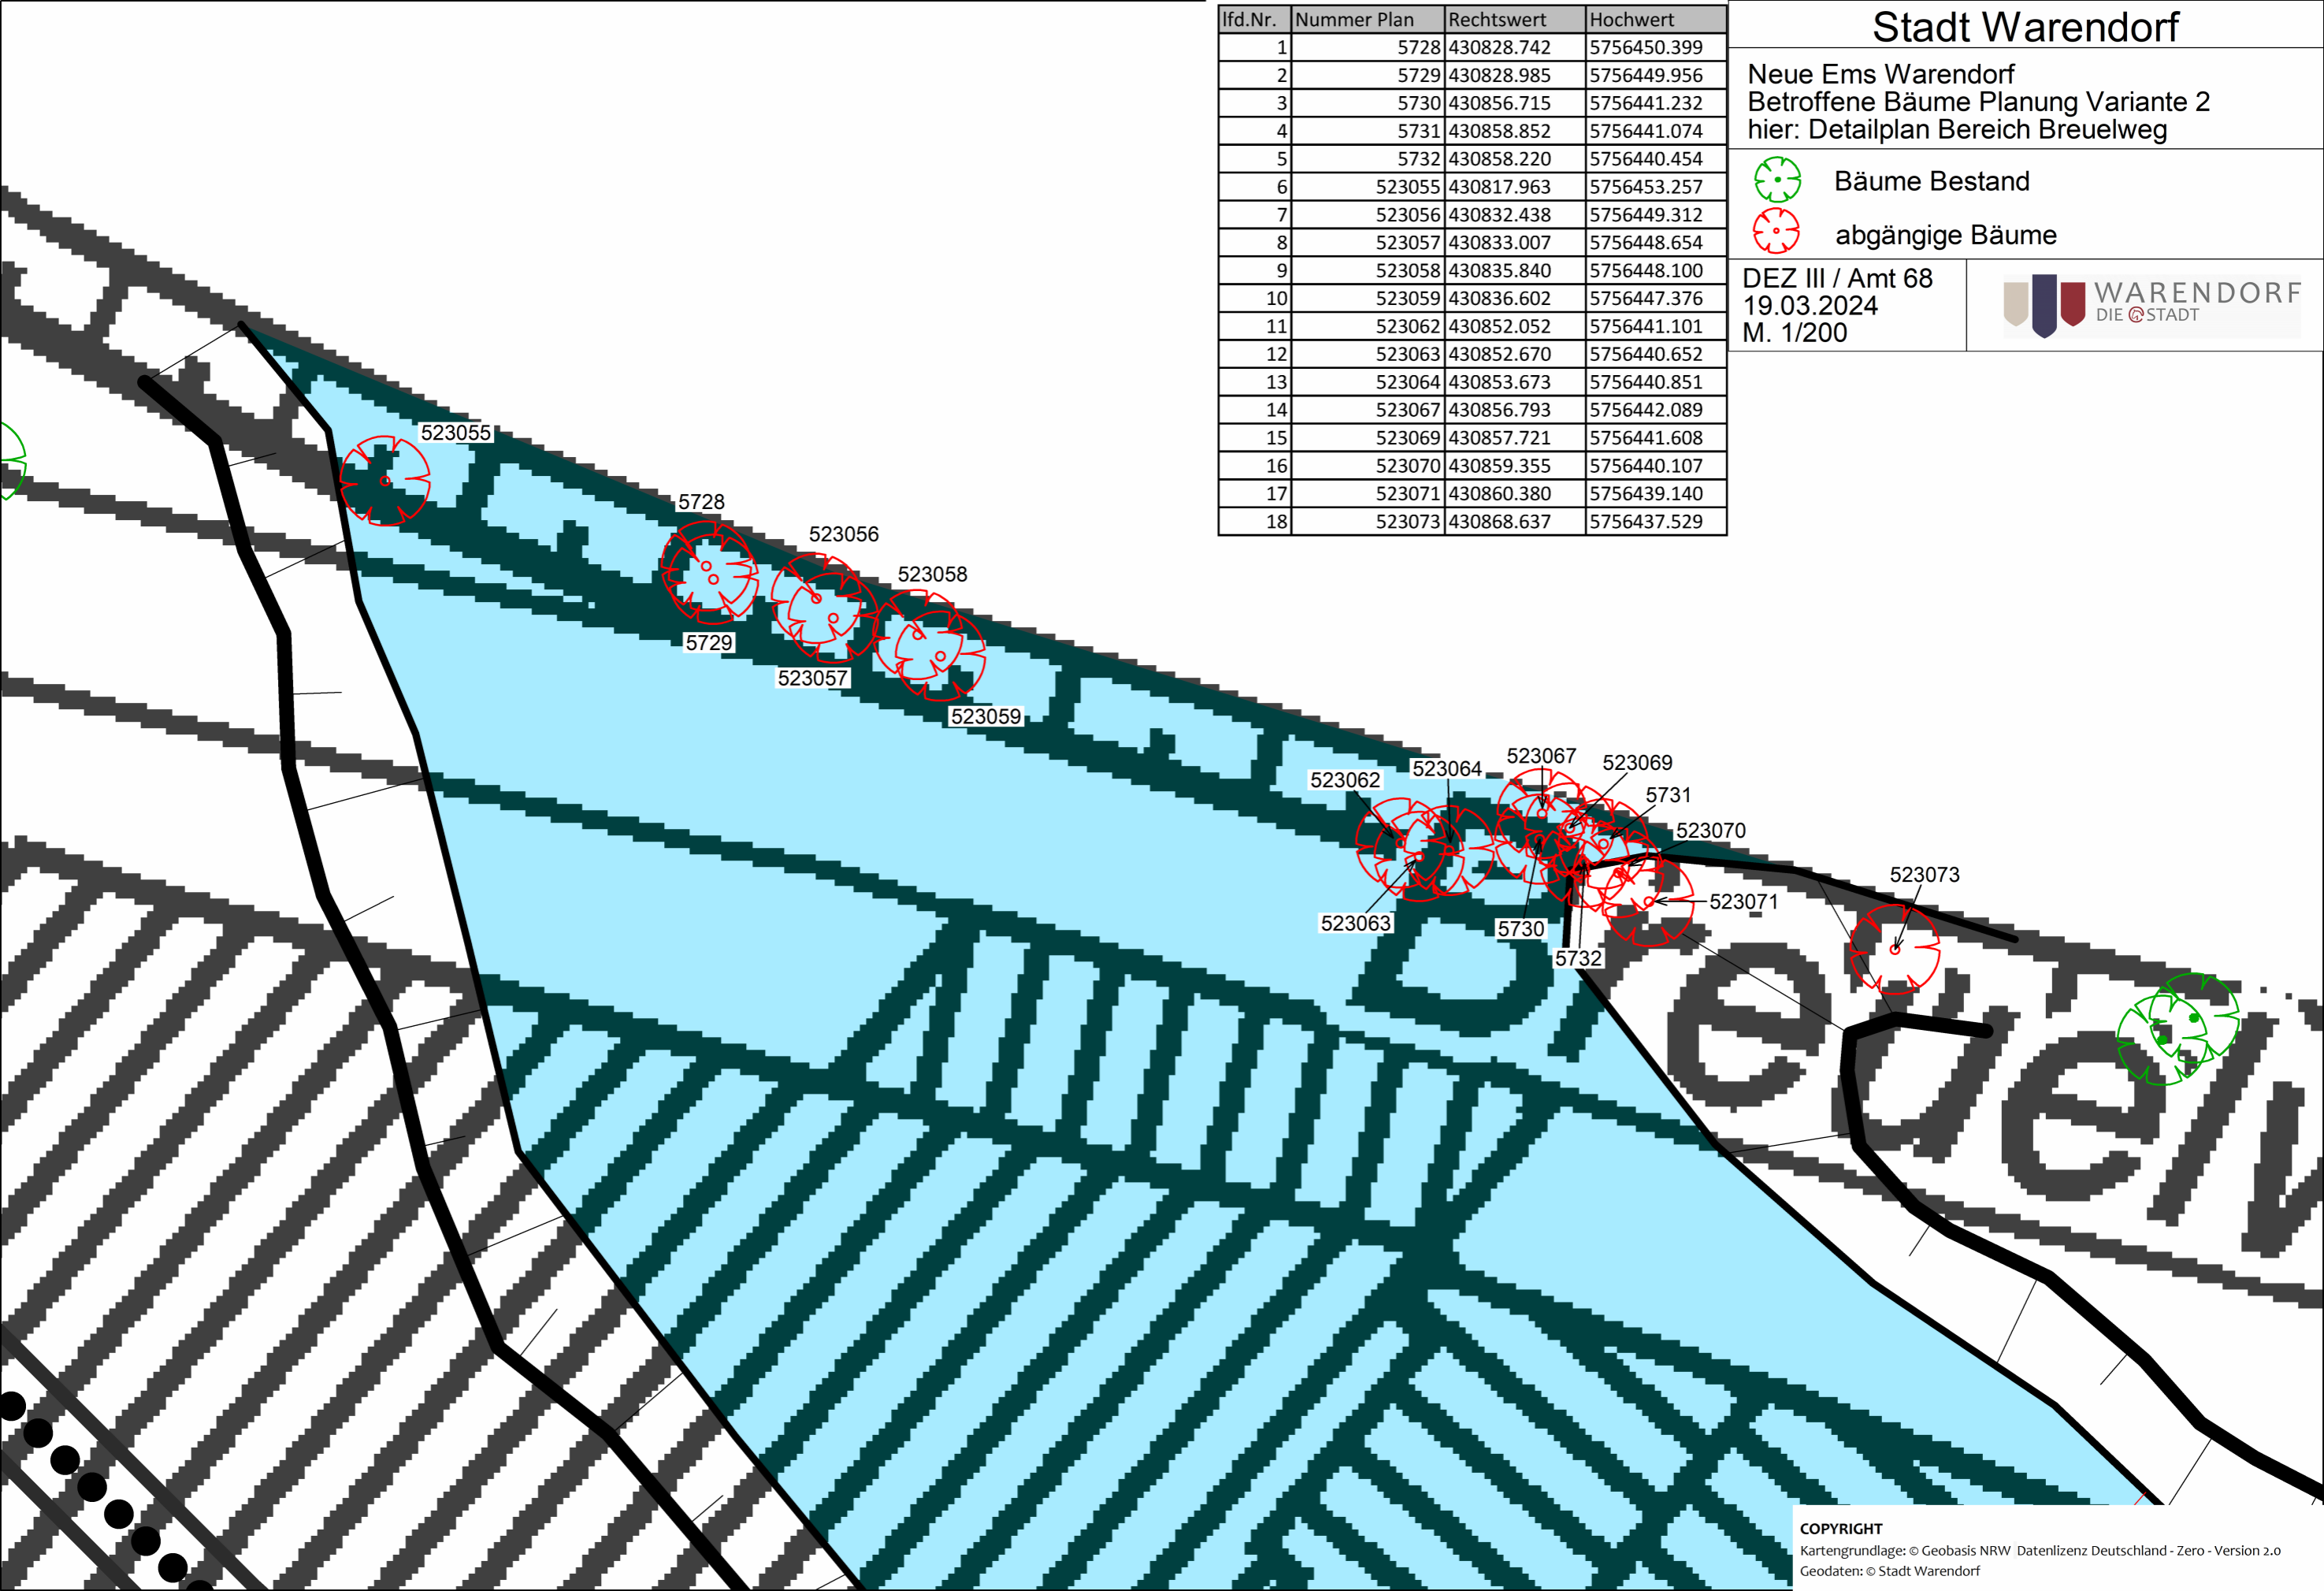 lfd.Nr. Nummer Plan Rechtswert Hochwert
1 5728 430828.742 5756450.399
2 5729 430828.985 5756449.956
3 5730 430856.715 5756441.232
4 5731 430858.852 5756441.074
5 5732 430858.220 5756440.454
6 523055 430817.963 5756453.257
7 523056 430832.438 5756449.312
8 523057 430833.007 5756448.654
9 523058 430835.840 5756448.100
10 523059 430836.602 5756447.376
11 523062 430852.052 5756441.101
12 523063 430852.670 5756440.652
13 523064 430853.673 5756440.851
14 523067 430856.793 5756442.089
15 523069 430857.721 5756441.608
16 523070 430859.355 5756440.107
17 523071 430860.380 5756439.140
18 523073 430868.637 5756437.529
Stadt Warendorf
Neue Ems Warendorf
Betroffene Bäume Planung Variante 2
hier: Detailplan Bereich Breuelweg
Bäume Bestand
abgängige Bäume
DEZ III / Amt 68
19.03.2024
M. 1/200
WARENDORF
DIE STADT
523055
5728
523056
523058
5729
523057
523059
523067
523069
523062
523064
5731
523070
523073
523071
523063
5730
5732
Breuel
COPYRIGHT
Kartengrundlage: © Geobasis NRW Datenlizenz Deutschland - Zero - Version 2.0
Geodaten: © Stadt Warendorf